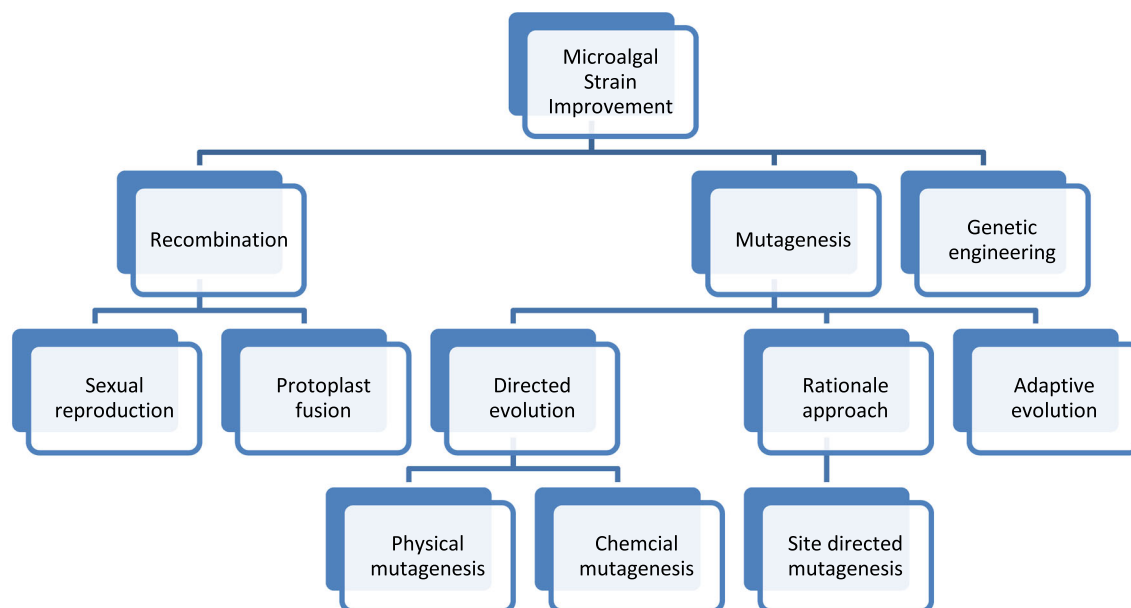 Microalgal
Strain
Improvement
Recombination
Mutagenesis
Genetic
engineering
Sexual
reproduction
Protoplast
fusion
Directed
evolution
Rationale
approach
Adaptive
evolution
Physical
mutagenesis
Chemcial
mutagenesis
Site directed
mutagenesis